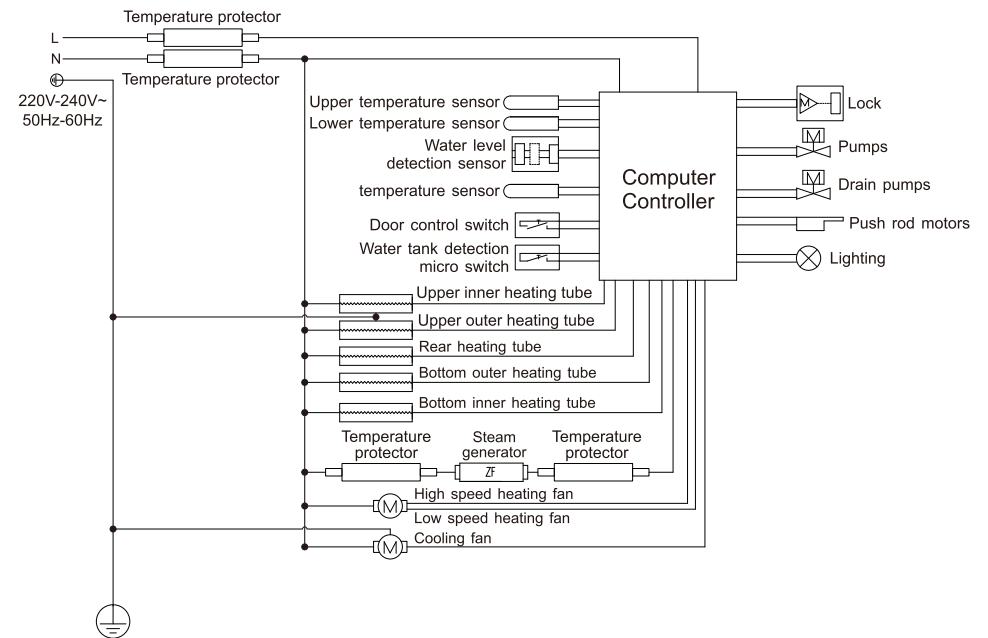 Temperature protector
L
N
Temperature protector
220V-240V~
50Hz-60Hz
Upper temperature sensor
Lower temperature sensor
Water level
detection sensor
temperature sensor
Door control switch
Water tank detection
micro switch
Computer
Controller
M
Lock
M
Pumps
M
Drain pumps
Push rod motors
Lighting
Upper inner heating tube
Upper outer heating tube
Rear heating tube
Bottom outer heating tube
Bottom inner heating tube
Temperature
protector
Steam
generator
Temperature
protector
ZF
High speed heating fan
M
Low speed heating fan
Cooling fan
M